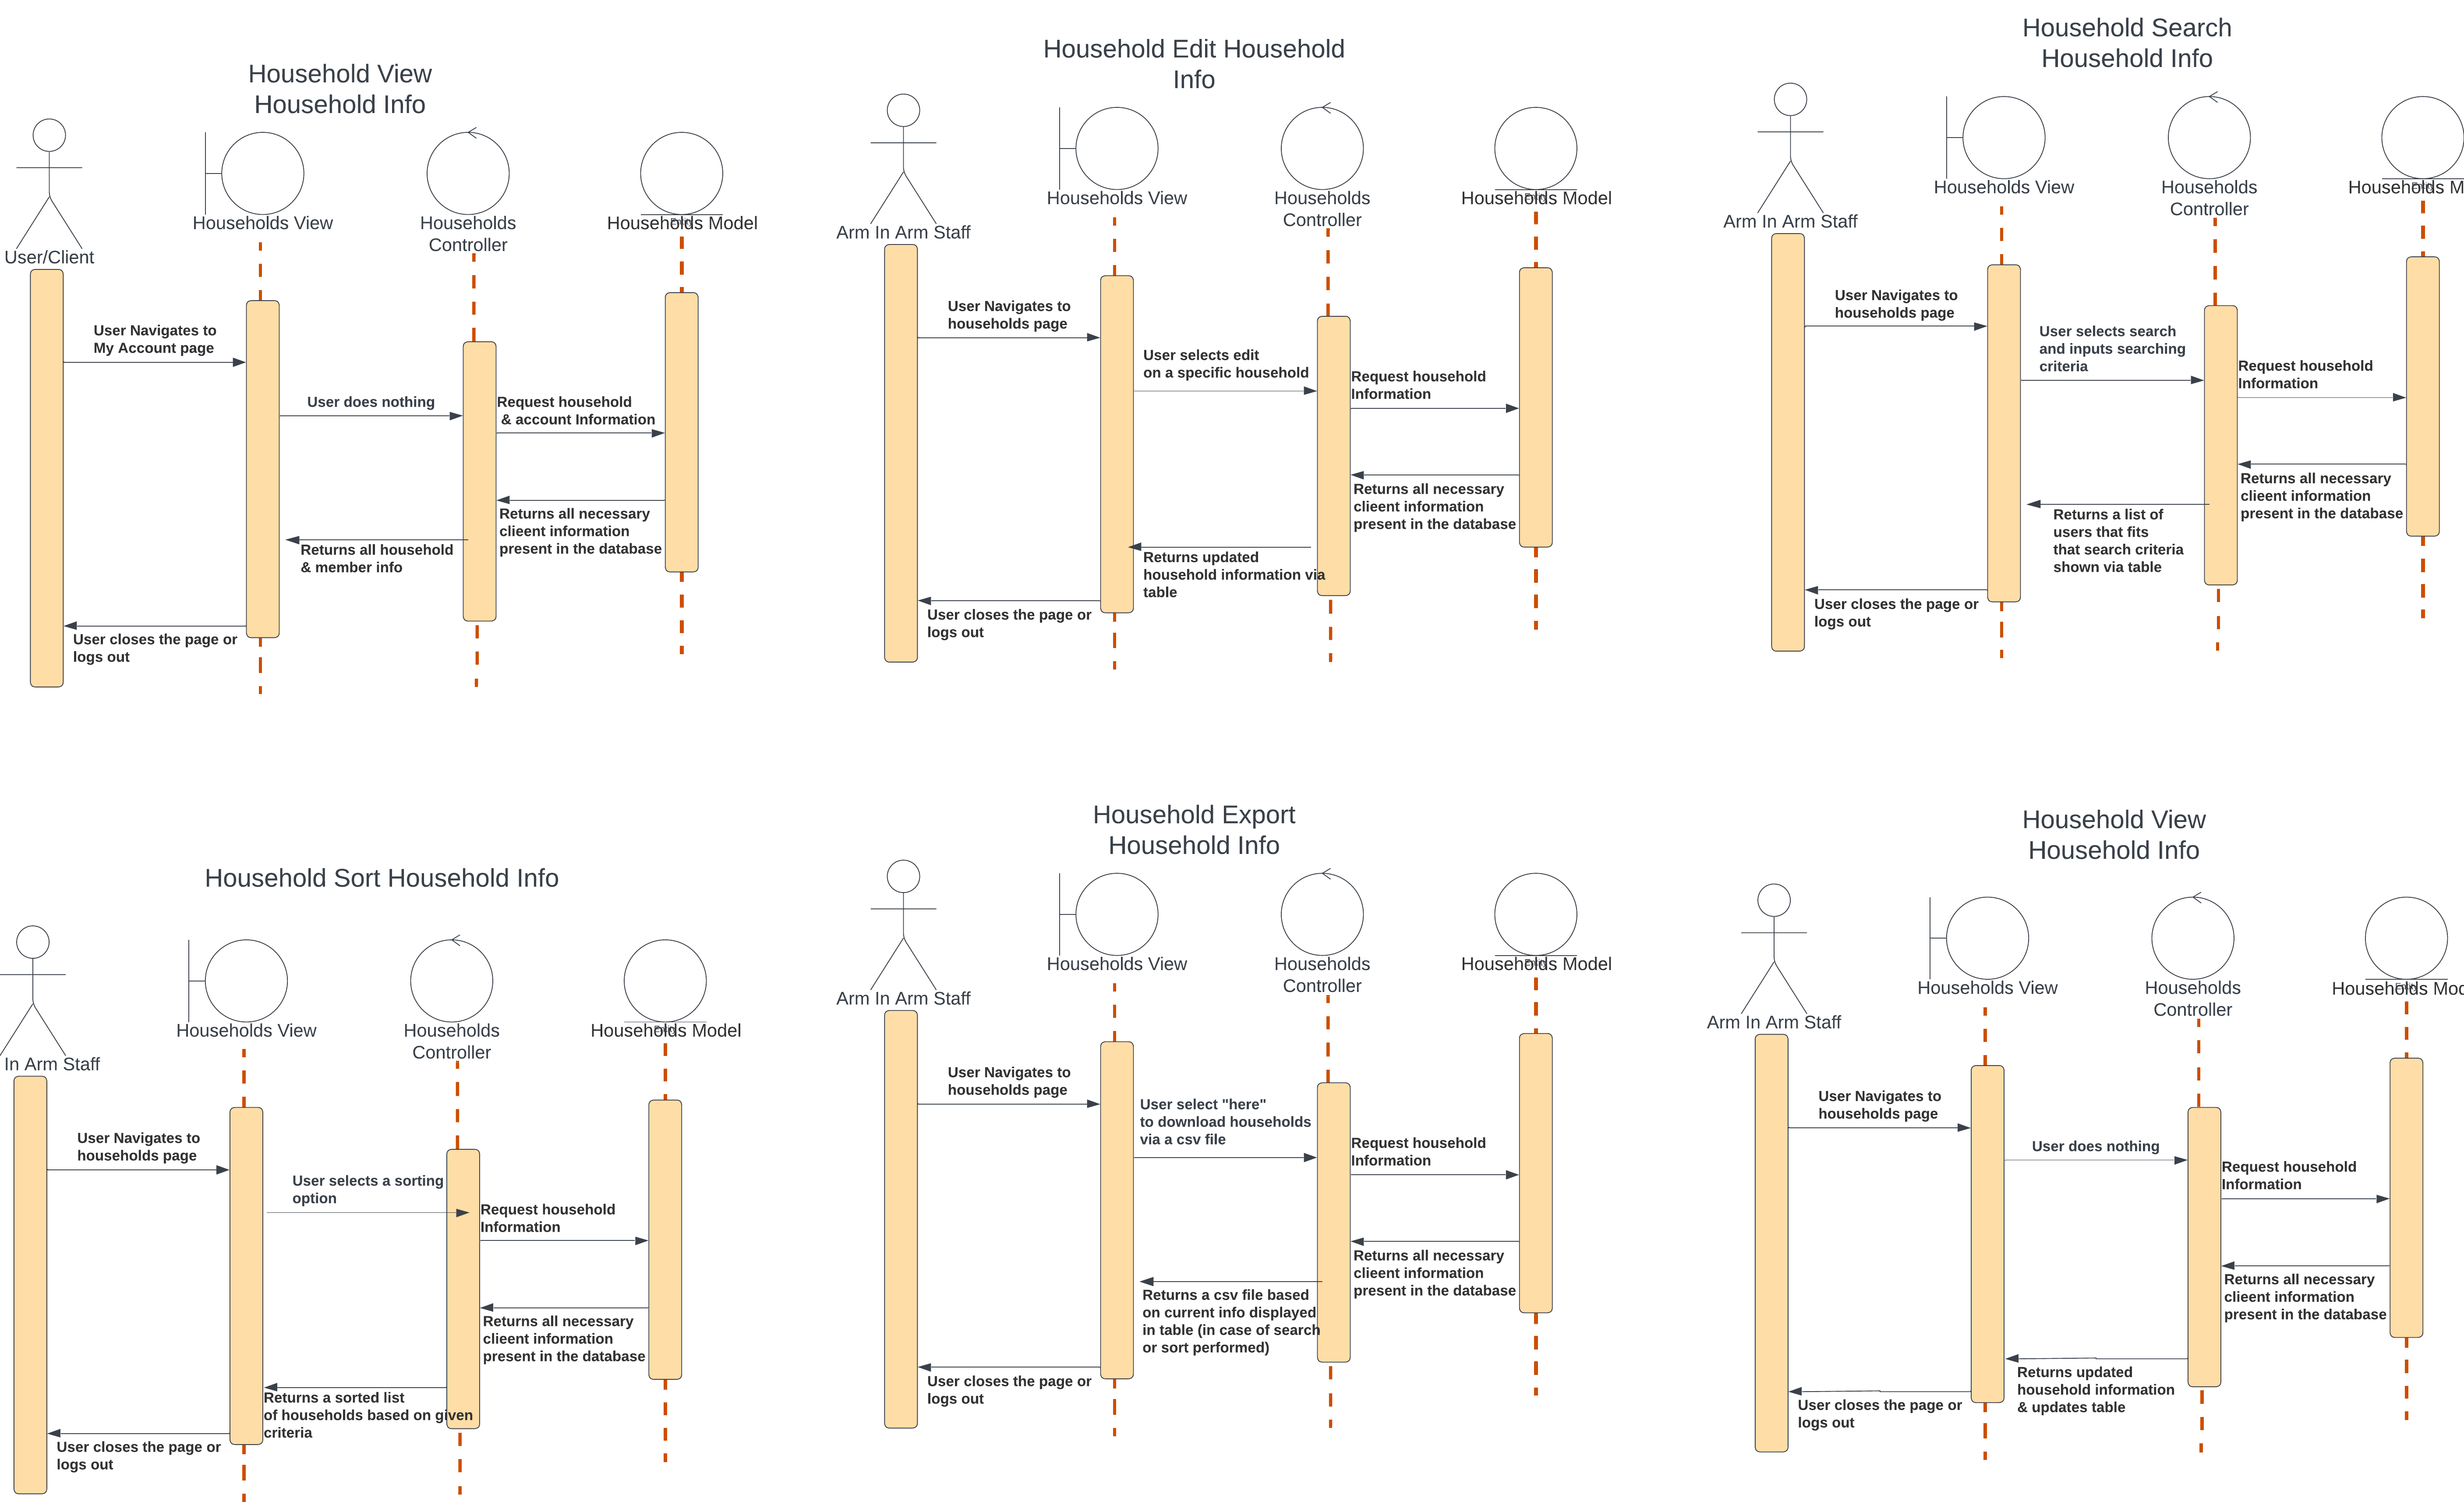 Household View
Household Info
User/Client
Households View
Households
Controller
Households Model
User Navigates to
My Account page
User does nothing
Request household
& account Information
Returns all necessary
clieent information
present in the database
Returns all household
& member info
User closes the page or
logs out
Household Edit Household
Info
Arm In Arm Staff
Households View
Households
Controller
Households Model
User Navigates to
households page
User selects edit
on a specific household
Request household
Information
Returns all necessary
clieent information
present in the database
Returns updated
household information via
table
User closes the page or
logs out
Household Search
Household Info
Arm In Arm Staff
Households View
Households
Controller
Households M
User Navigates to
households page
User selects search
and inputs searching
criteria
Request household
Information
Returns all necessary
clieent information
present in the database
Returns a list of
users that fits
that search criteria
shown via table
User closes the page or
logs out
Household Sort Household Info
In Arm Staff
Households View
Households
Controller
Households Model
User Navigates to
households page
User selects a sorting
option
Request household
Information
Returns all necessary
clieent information
present in the database
Returns a sorted list
of households based on given
criteria
User closes the page or
logs out
Household Export
Household Info
Arm In Arm Staff
Households View
Households
Controller
Households Model
User Navigates to
households page
User select "here"
to download households
via a csv file
Request household
Information
Returns all necessary
clieent information
present in the database
Returns a csv file based
on current info displayed
in table (in case of search
or sort performed)
User closes the page or
logs out
Household View
Household Info
Arm In Arm Staff
Households View
Households
Controller
Households Mod
User Navigates to
households page
User does nothing
Request household
Information
Returns all necessary
clieent information
present in the database
Returns updated
household information
& updates table
User closes the page or
logs out